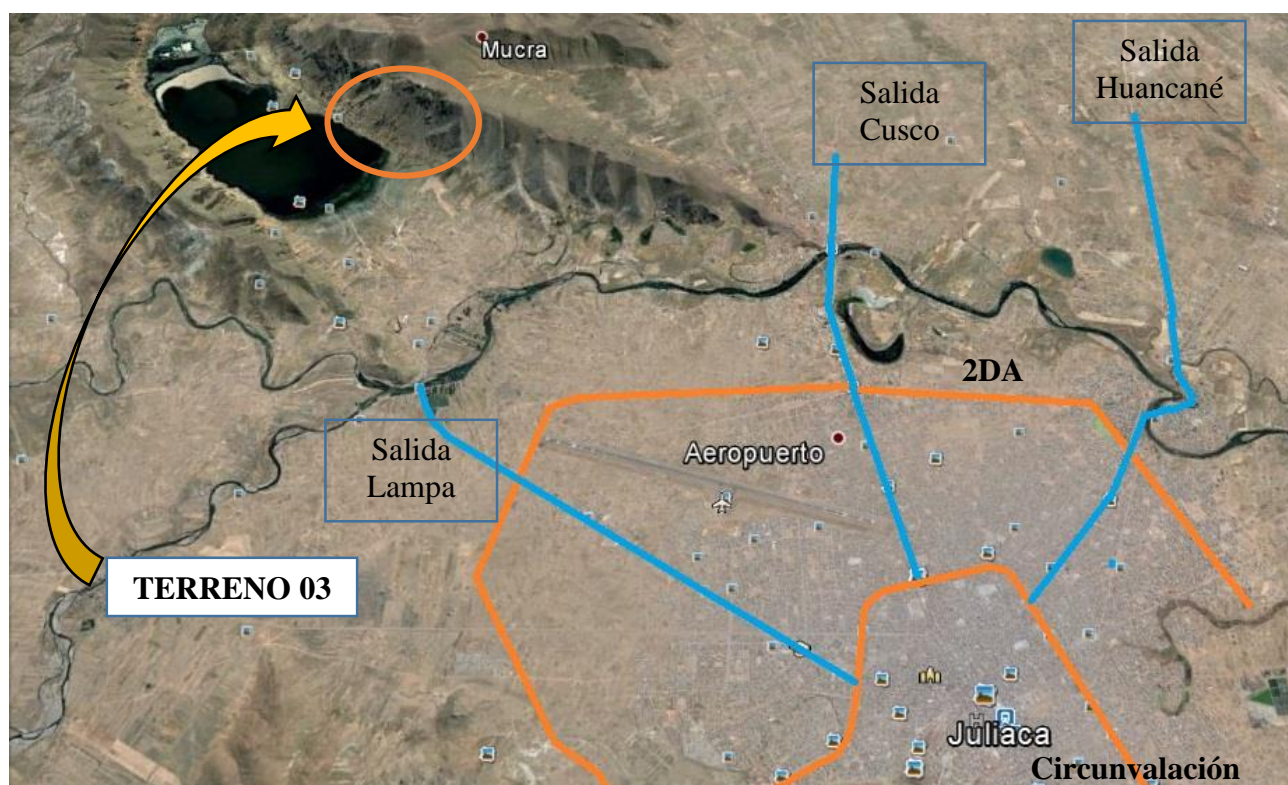 Mucra
Salida
Cusco
Salida
Huancané
2DA
Aeropuerto
Salida
Lampa
TERRENO 03
Juliaca
Circunvalación